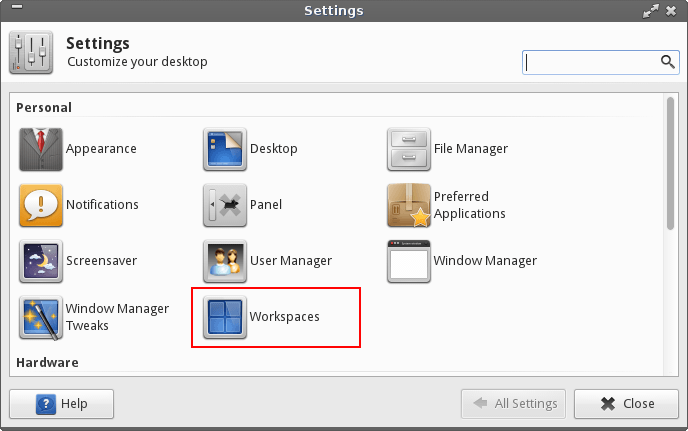 Settings
Settings
Customize your desktop
Personal
Appearance
Desktop
File Manager
Notifications
Panel
Preferred
Applications
Screensaver
User Manager
Window Manager
Window Manager
Tweaks
Workspaces
Hardware
Help
All Settings
Close